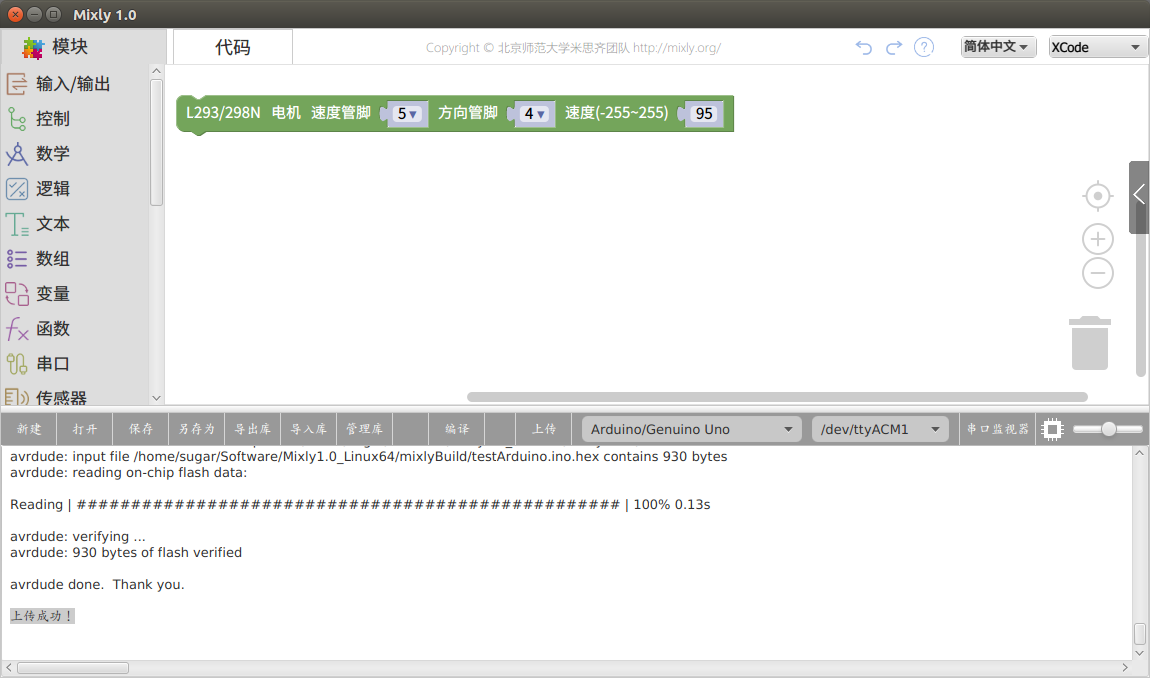 Mixly 1.0
模块
代码
Copyright © 北京师范大学米思齐团队 http://mixly.org/
?
简体中文
XCode
输入/输出
控制
数学
逻辑
文本
数组
变量
函数
串口
传感器
L293/298N 电机 速度管脚 5 方向管脚 4 速度(-255~255) 95
新建 打开 保存 另存为 导出库 导入库 管理库 编译 上传 Arduino/Genuino Uno /dev/ttyACM1 串口监视器
avrdude: input file /home/sugar/Software/Mixly1.0_Linux64/mixlyBuild/testArduino.ino.hex contains 930 bytes
avrdude: reading on-chip flash data:
Reading | ################################################## | 100% 0.13s
avrdude: verifying ...
avrdude: 930 bytes of flash verified
avrdude done.  Thank you.
上传成功！